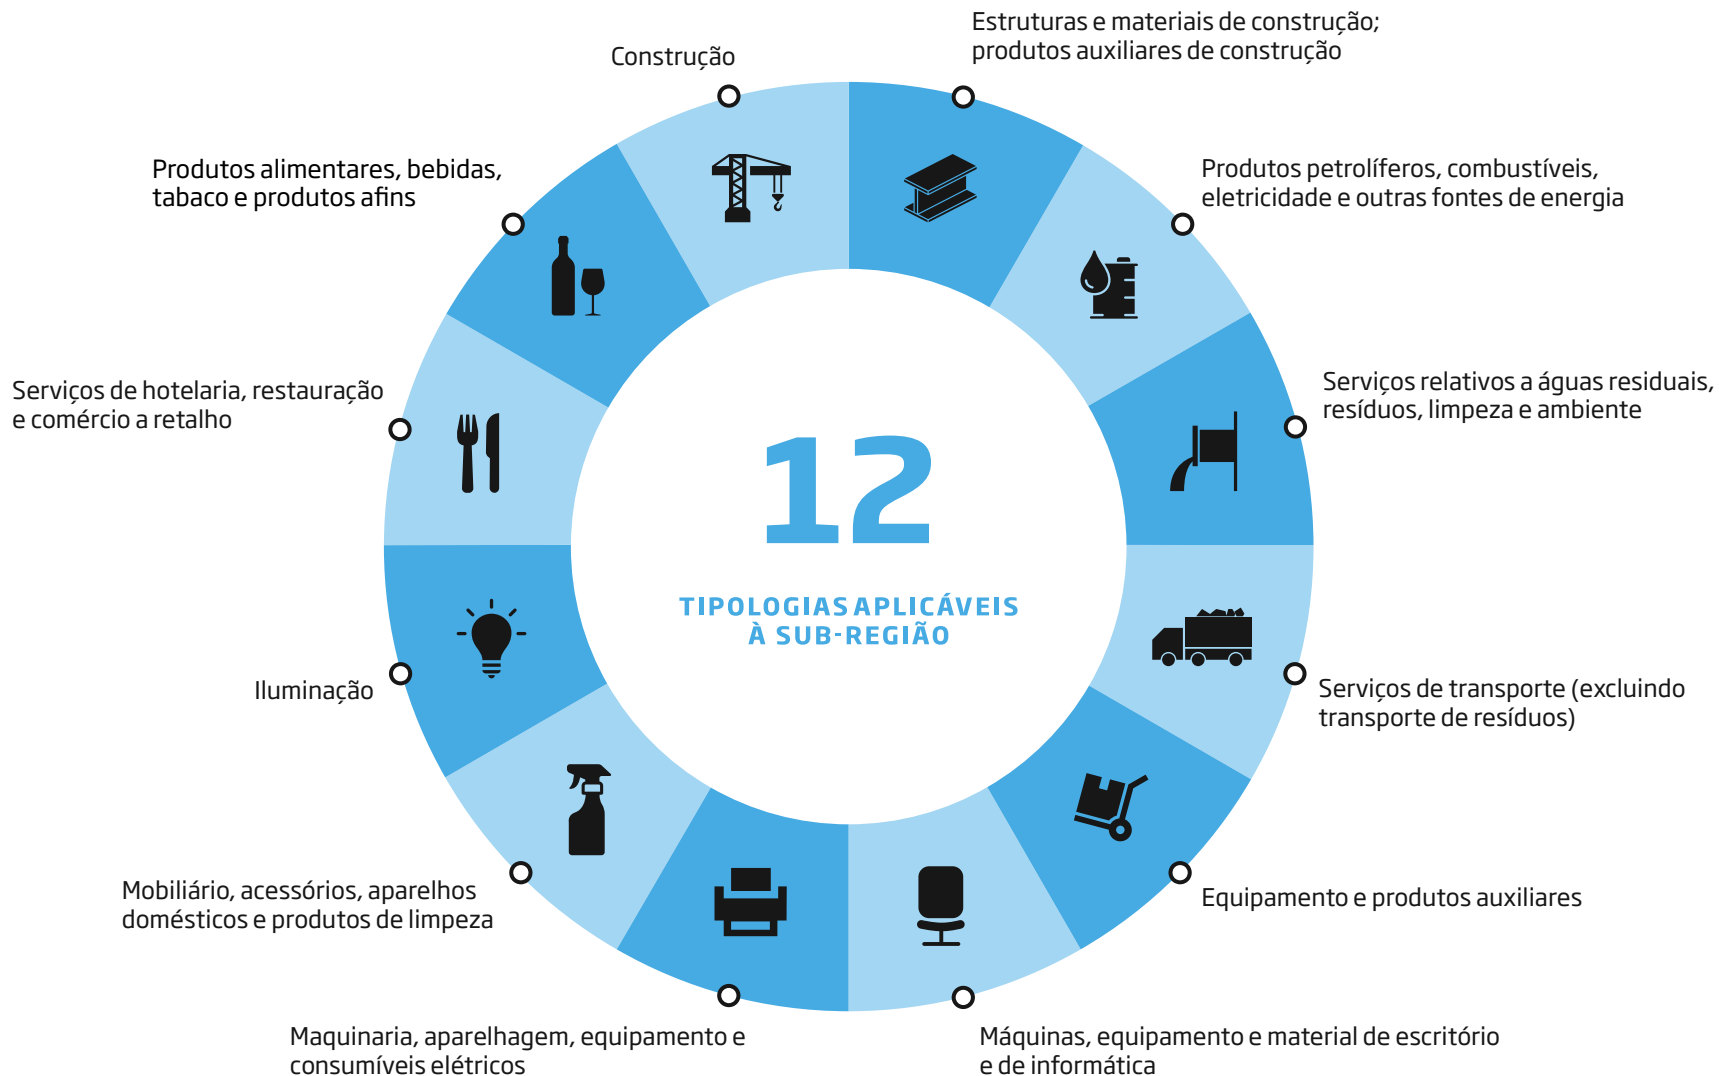 Estruturas e materiais de construção;
produtos auxiliares de construção
Produtos petrolíferos, combustíveis,
eletricidade e outras fontes de energia
Serviços relativos a águas residuais,
resíduos, limpeza e ambiente
Serviços de transporte (excluindo
transporte de resíduos)
Equipamento e produtos auxiliares
Máquinas, equipamento e material de escritório
e de informática
Maquinaria, aparelhagem, equipamento e
consumíveis elétricos
Mobiliário, acessórios, aparelhos
domésticos e produtos de limpeza
Iluminação
Serviços de hotelaria, restauração
e comércio a retalho
Produtos alimentares, bebidas,
tabaco e produtos afins
Construção
12
TIPOLOGIAS APLICÁVEIS
À SUB-REGIÃO